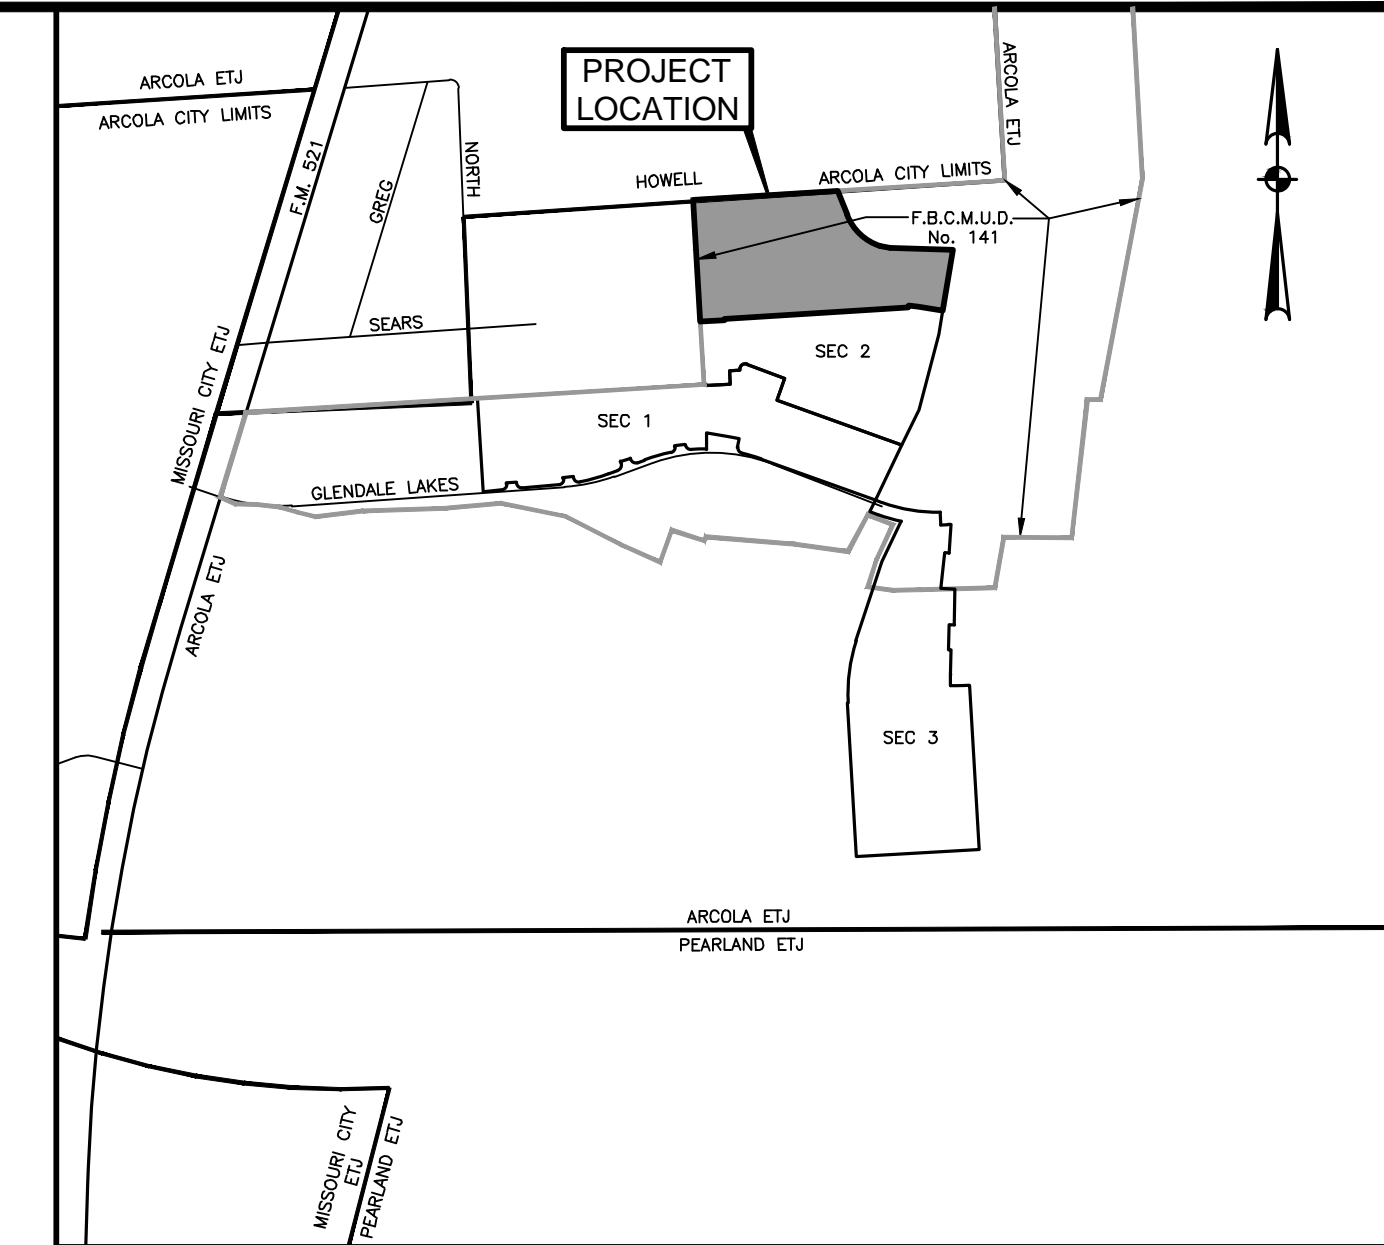 PROJECT
LOCATION
ARCOLA ETJ
ARCOLA CITY LIMITS
F.M. 521
GREG
NORTH
HOWELL
ARCOLA CITY LIMITS
ARCOLA ETJ
F.B.C.M.U.D.
No. 141
SEARS
MISSOURI CITY ETJ
SEC 2
SEC 1
GLENDALE LAKES
ARCOLA ETJ
SEC 3
ARCOLA ETJ
PEARLAND ETJ
MISSOURI CITY
ETJ
PEARLAND ETJ